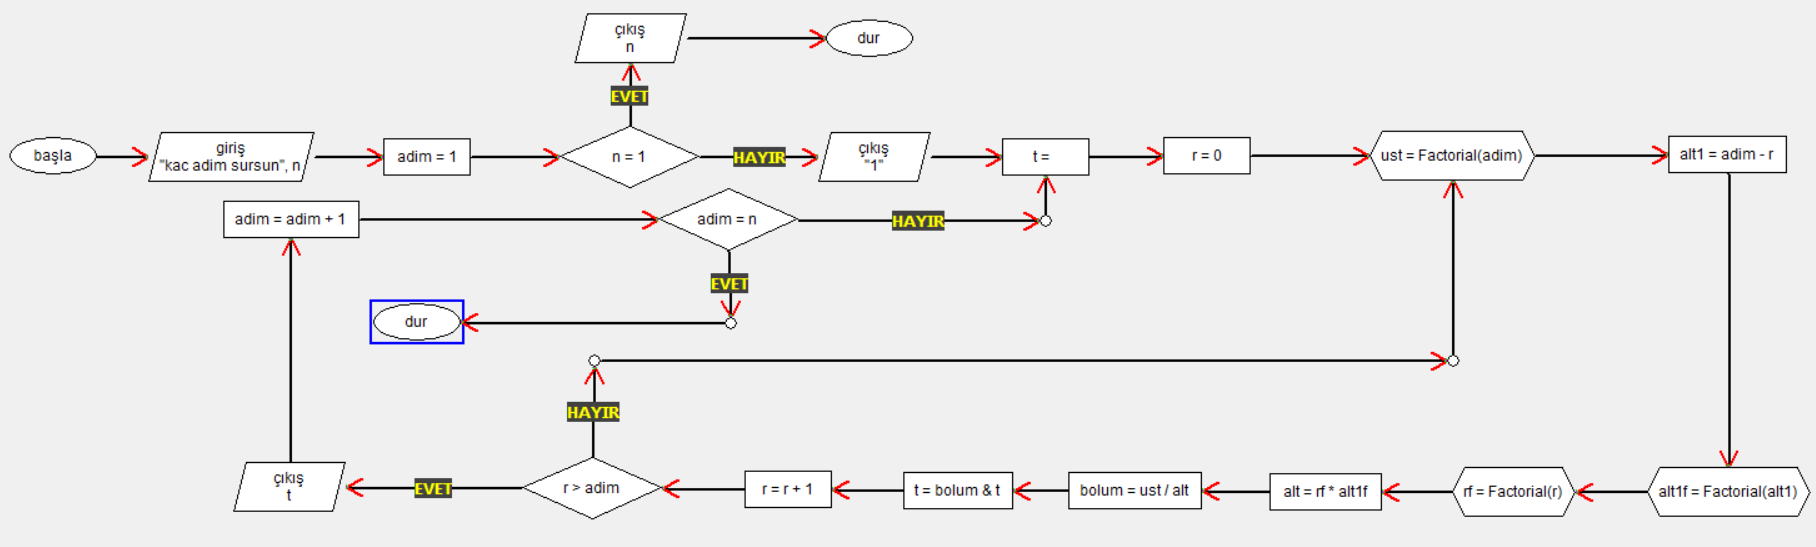 çıkış
n
dur
EVET
başla
giriş
"kac adim sursun", n
adim = 1
n = 1
HAYIR
çıkış
"1"
t =
r = 0
ust = Factorial(adim)
alt1 = adim - r
adim = adim + 1
adim = n
HAYIR
EVET
dur
HAYIR
çıkış
t
EVET
r > adim
r = r + 1
t = bolum & t
bolum = ust / alt
alt = rf * alt1f
rf = Factorial(r)
alt1f = Factorial(alt1)